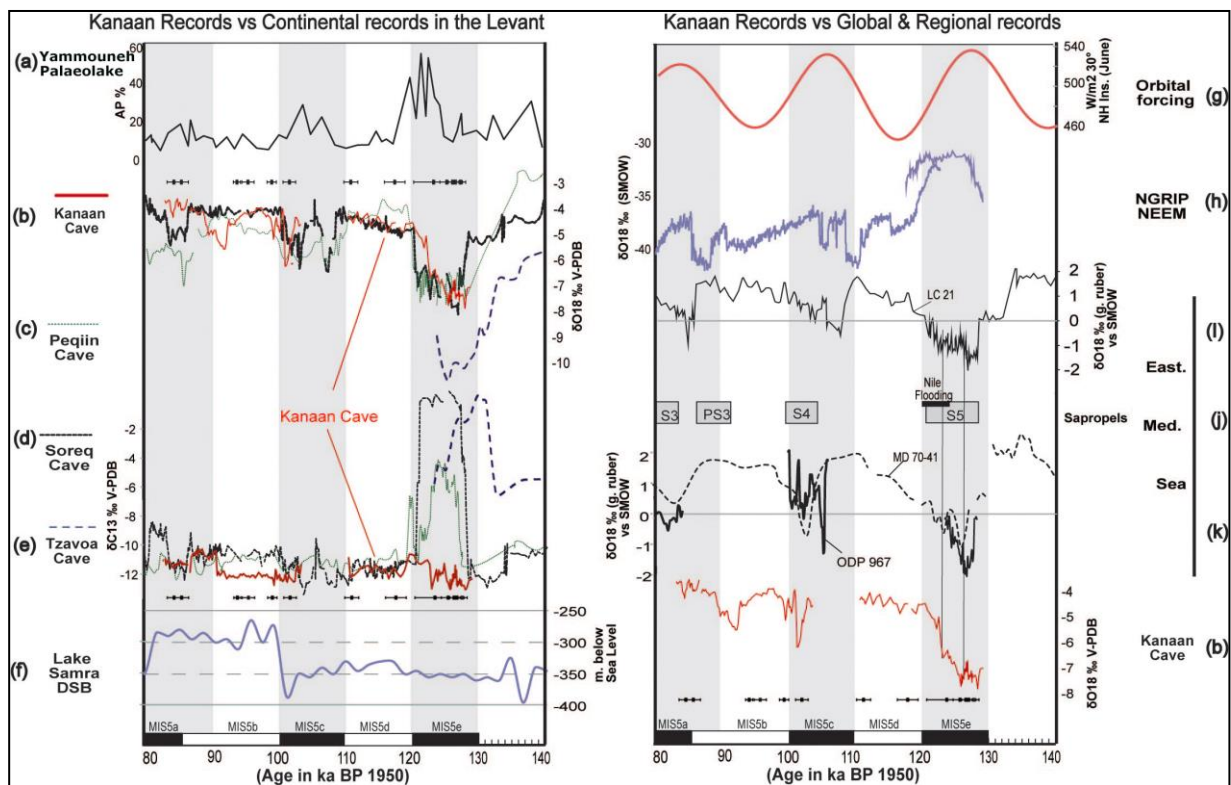 Kanaan Records vs Continental records in the Levant
(a) Yammouneh
Palaeolake
AP %
60
40
20
0
(b)
Kanaan
Cave
-3
-4
-5
-6
-7
-8
-9
-10
δO18 ‰ V-PDB
(c)
Peqiin
Cave
Kanaan Cave
(d)
Soreq
Cave
-2
-4
-6
-8
-10
-12
δC13 ‰ V-PDB
(e)
Tzavoa
Cave
(f)
Lake
Samra
DSB
-250
-300
-350
-400
m. below
Sea Level
MIS5a
MIS5b
MIS5c
MIS5d
MIS5e
80 90 100 110 120 130 140
(Age in ka BP 1950)
Kanaan Records vs Global & Regional records
540
500
460
W/m2 30°
NH Ins. (June)
Orbital
forcing
(g)
-30
-35
-40
δO18 ‰ (SMOW)
NGRIP
NEEM
(h)
LC 21
2
1
0
-1
-2
δO18 ‰ (g. ruber)
vs SMOW
(I)
East.
Nile
Flooding
S3
PS3
S4
S5
Sapropels
Med.
(j)
MD 70-41
2
1
0
-1
-2
δO18 ‰ (g. ruber)
vs SMOW
Sea
ODP 967
(k)
-4
-5
-6
-7
-8
δO18 ‰ V-PDB
Kanaan
Cave
(b)
MIS5a
MIS5b
MIS5c
MIS5d
MIS5e
80 90 100 110 120 130 140
(Age in ka BP 1950)